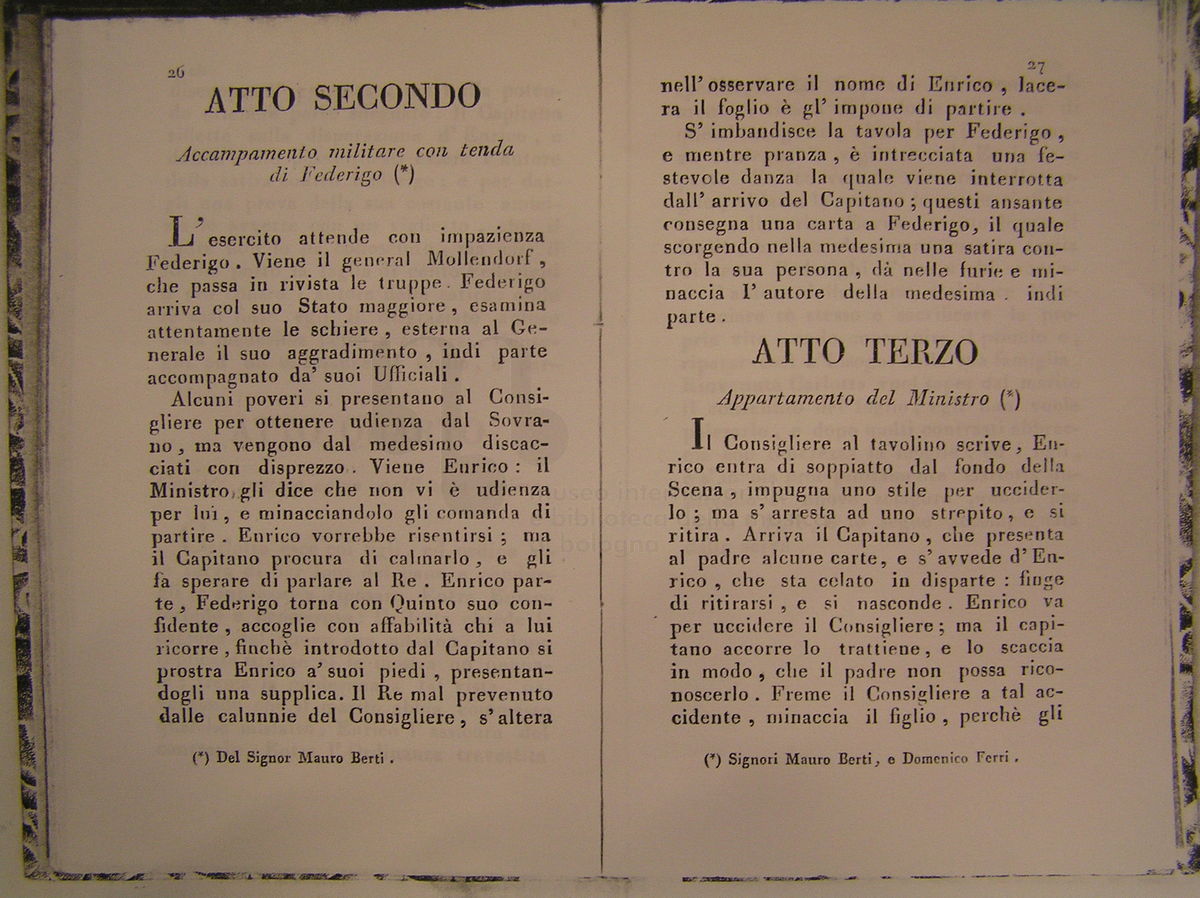 26
ATTO SECONDO
Accampamento militare con tenda
di Federigo (*)
L'esercito attende con impazienza
Federigo . Viene il general Mollendorf ,
che passa in rivista le truppe . Federigo
arriva col suo Stato maggiore , esamina
attentamente le schiere , esterna al Ge-
nerale il suo aggradimento , indi parte
accompagnato da' suoi Ufficiali .
Alcuni poveri si presentano al Consi-
gliere per ottenere udienza dal Sovra-
no , ma vengono dal medesimo discac-
ciati con disprezzo . Viene Enrico : il
Ministro gli dice che non vi è udienza
per lui , e minacciandolo gli comanda di
partire . Enrico vorrebbe risentirsi ; ma
il Capitano procura di calmarlo , e gli
fà sperare di parlare al Re . Enrico par-
te , Federigo torna con Quinto suo con-
fidente , accoglie con affabilità chi a lui
ricorre , finchè introdotto dal Capitano si
prostra Enrico a' suoi piedi , presentan-
dogli una supplica. Il Re mal prevenuto
dalle calunnie del Consigliere , s'altera
(*) Del Signor Mauro Berti .
27
nell' osservare il nome di Enrico , lace-
ra il foglio è gl' impone di partire .
S' imbandisce la tavola per Federigo ,
e mentre pranza , è intrecciata una fe-
stevole danza la quale viene interrotta
dall' arrivo del Capitano ; questi ansante
consegna una carta a Federigo, il quale
scorgendo nella medesima una satira con-
tro la sua persona , dà nelle furie e mi-
naccia l' autore della medesima . indi
parte .
ATTO TERZO
Appartamento del Ministro (*)
Il Consigliere al tavolino scrive, En-
rico entra di soppiatto dal fondo della
Scena , impugna uno stile per uccider-
lo ; ma s' arresta ad uno strepito , e si
ritira . Arriva il Capitano , che presenta
al padre alcune carte, e s' avvede d' En-
rico , che sta celato in disparte : finge
di ritirarsi , e si nasconde . Enrico va
per uccidere il Consigliere ; ma il capi-
tano accorre lo trattiene , e lo scaccia
in modo , che il padre non possa rico-
noscerlo . Freme il Consigliere a tal ac-
cidente , minaccia il figlio , perchè gli
(*) Signori Mauro Berti, e Domenico Ferri .
museo inte
biblioteca
bologna